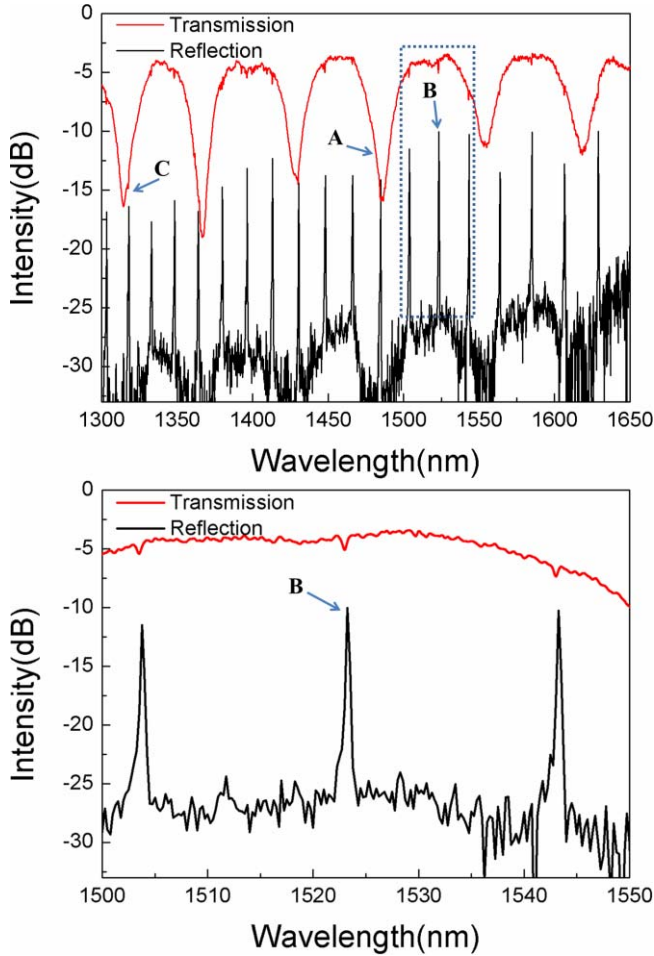 0
Transmission
Reflection
-5
-10
-15
-20
-25
-30
A
B
C
Intensity(dB)
1300 1350 1400 1450 1500 1550 1600 1650
Wavelength(nm)
0
Transmission
Reflection
-5
-10
-15
-20
-25
-30
B
Intensity(dB)
1500 1510 1520 1530 1540 1550
Wavelength(nm)